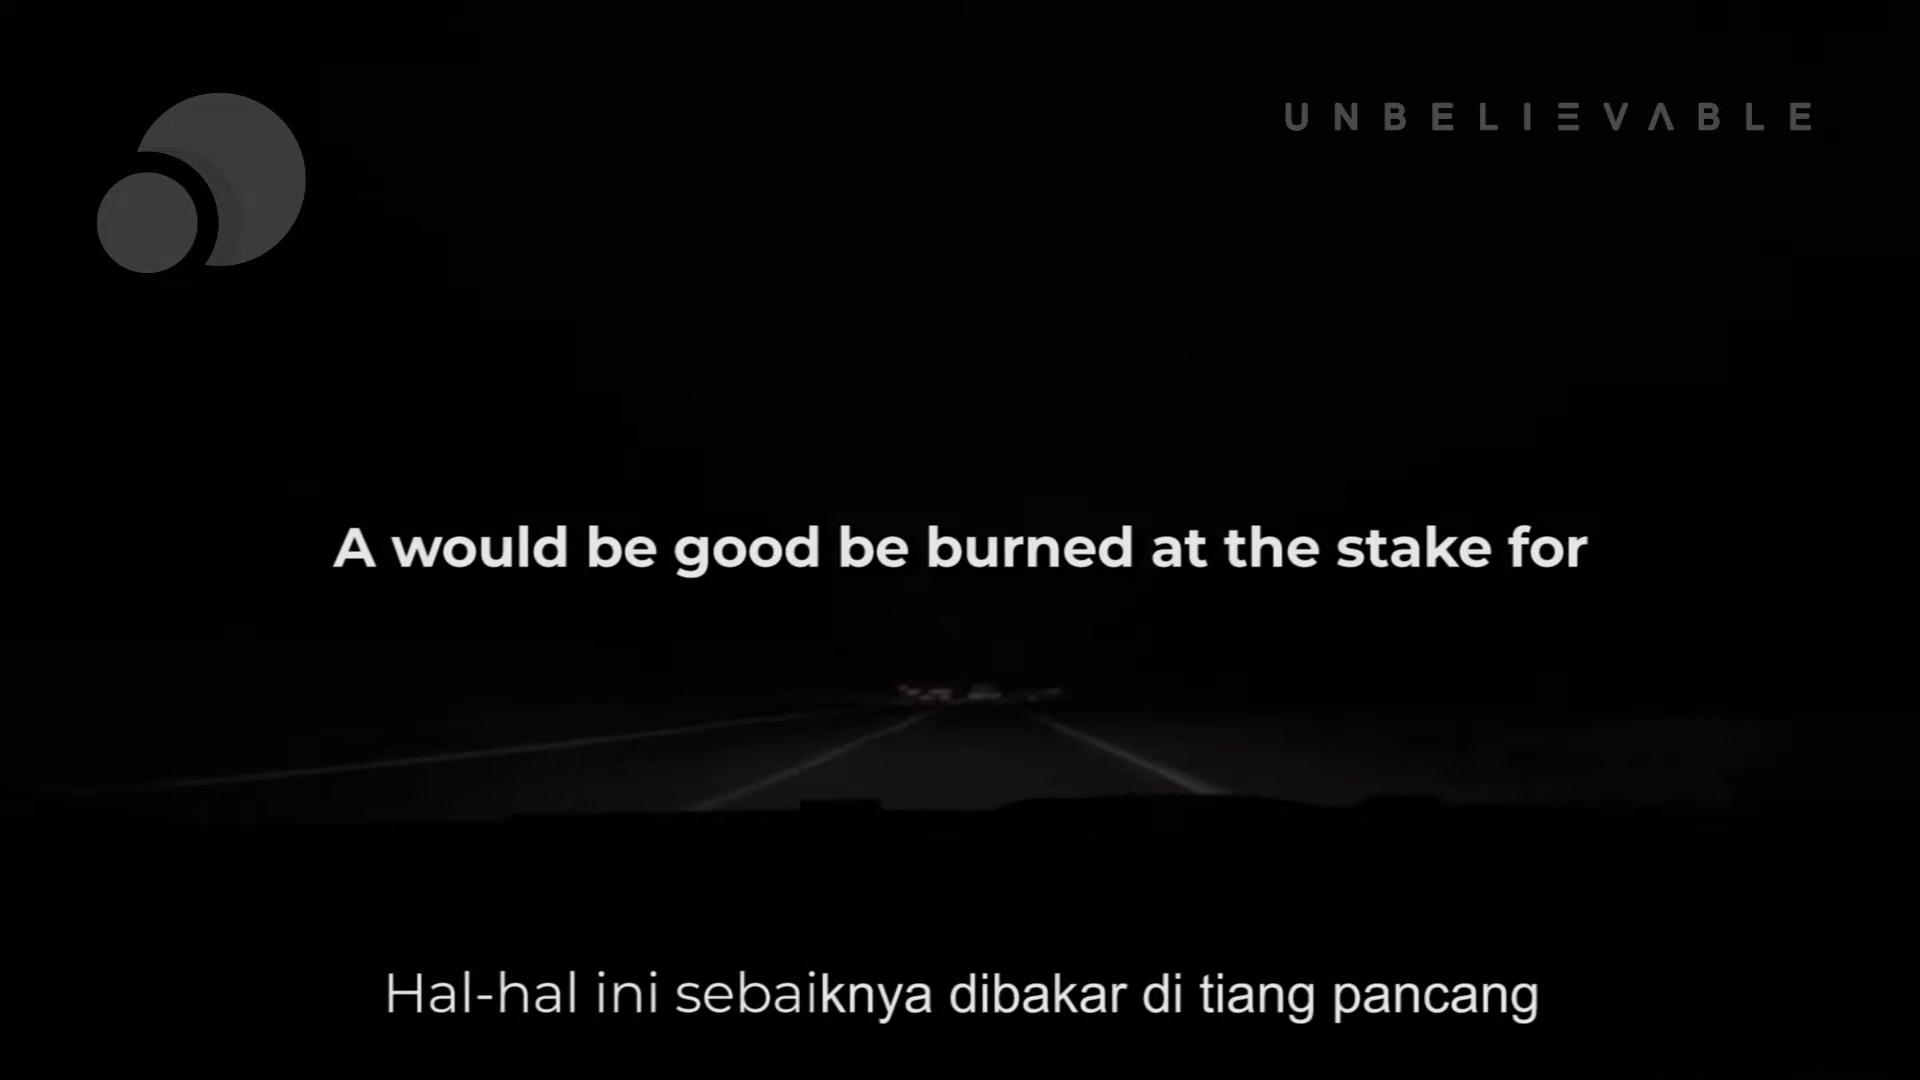 UNBELIEVABLE
A would be good be burned at the stake for
Hal-hal ini sebaiknya dibakar di tiang pancang